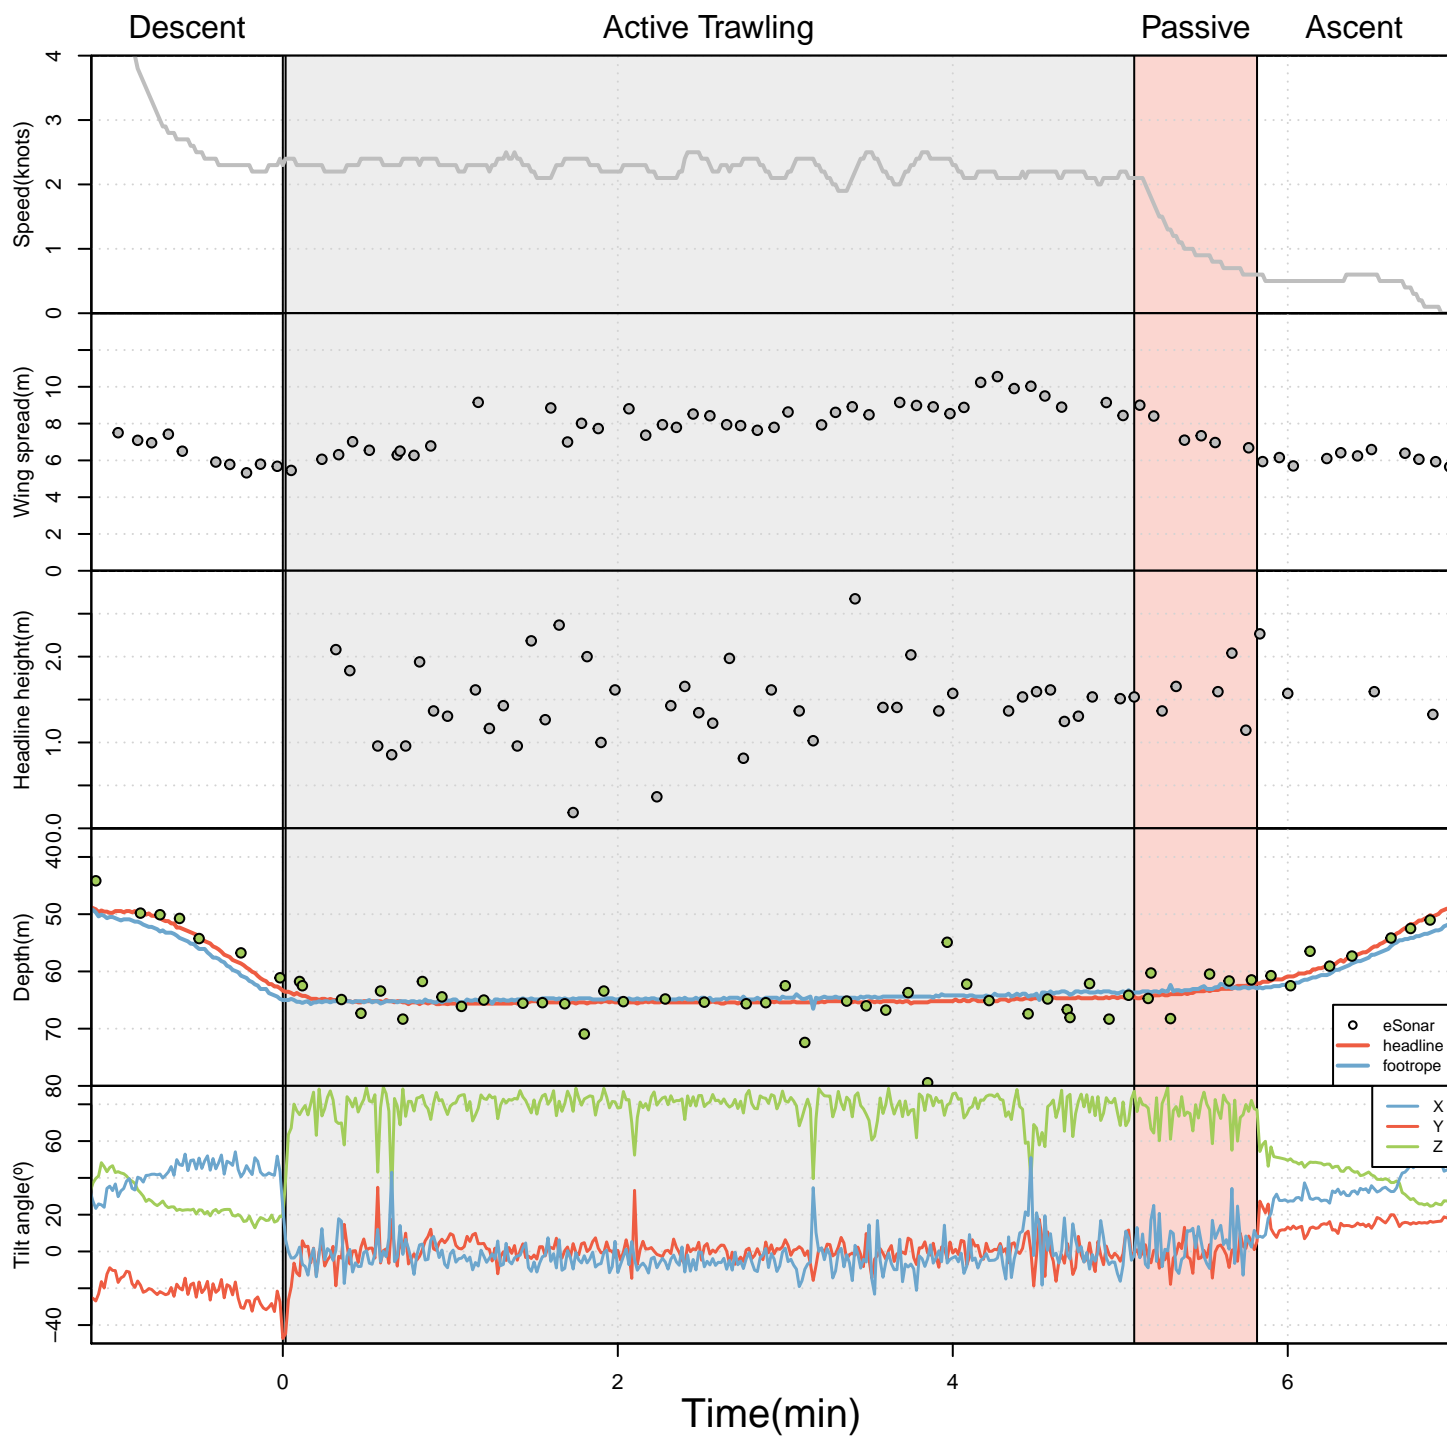 Descent Active Trawling Passive Ascent
Speed(knots)
4
3
2
1
0
Wing spread(m)
10
8
6
4
2
0
Headline height(m)
2.0
1.0
0.0
Depth(m)
40
50
60
70
80
eSonar
headline
footrope
Tilt angle(º)
60
20
0
−40
X
Y
Z
0 2 4 6
Time(min)